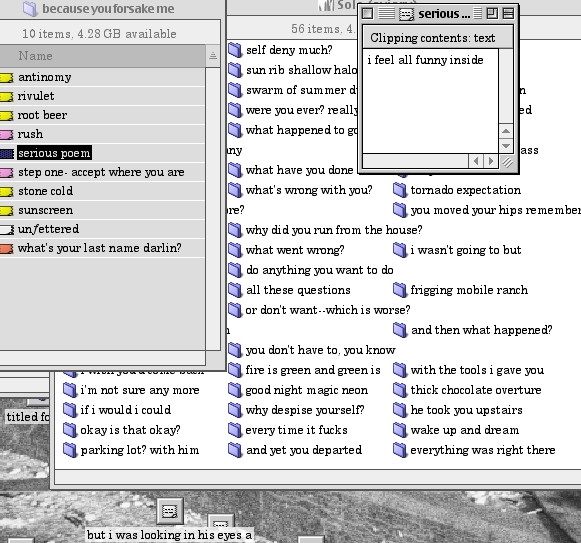 because you forsake me
10 items, 4.28 GB available
Name
antinomy
rivulet
root beer
rush
serious poem
step one- accept where you are
stone cold
sunscreen
unfettered
what's your last name darlin?
56 items, 4.
self deny much?
sun rib shallow halo
swarm of summer d
were you ever? really
what happened to go
what have you done
what's wrong with you?
tornado expectation
you moved your hips remember
why did you run from the house?
what went wrong?
i wasn't going to but
do anything you want to do
all these questions
frigging mobile ranch
or don't want--which is worse?
and then what happened?
you don't have to, you know
fire is green and green is
with the tools i gave you
i'm not sure any more
good night magic neon
thick chocolate overture
if i would i could
why despise yourself?
he took you upstairs
okay is that okay?
every time it fucks
wake up and dream
parking lot? with him
and yet you departed
everything was right there
serious ...
Clipping contents: text
i feel all funny inside
titled fo
but i was looking in his eyes a